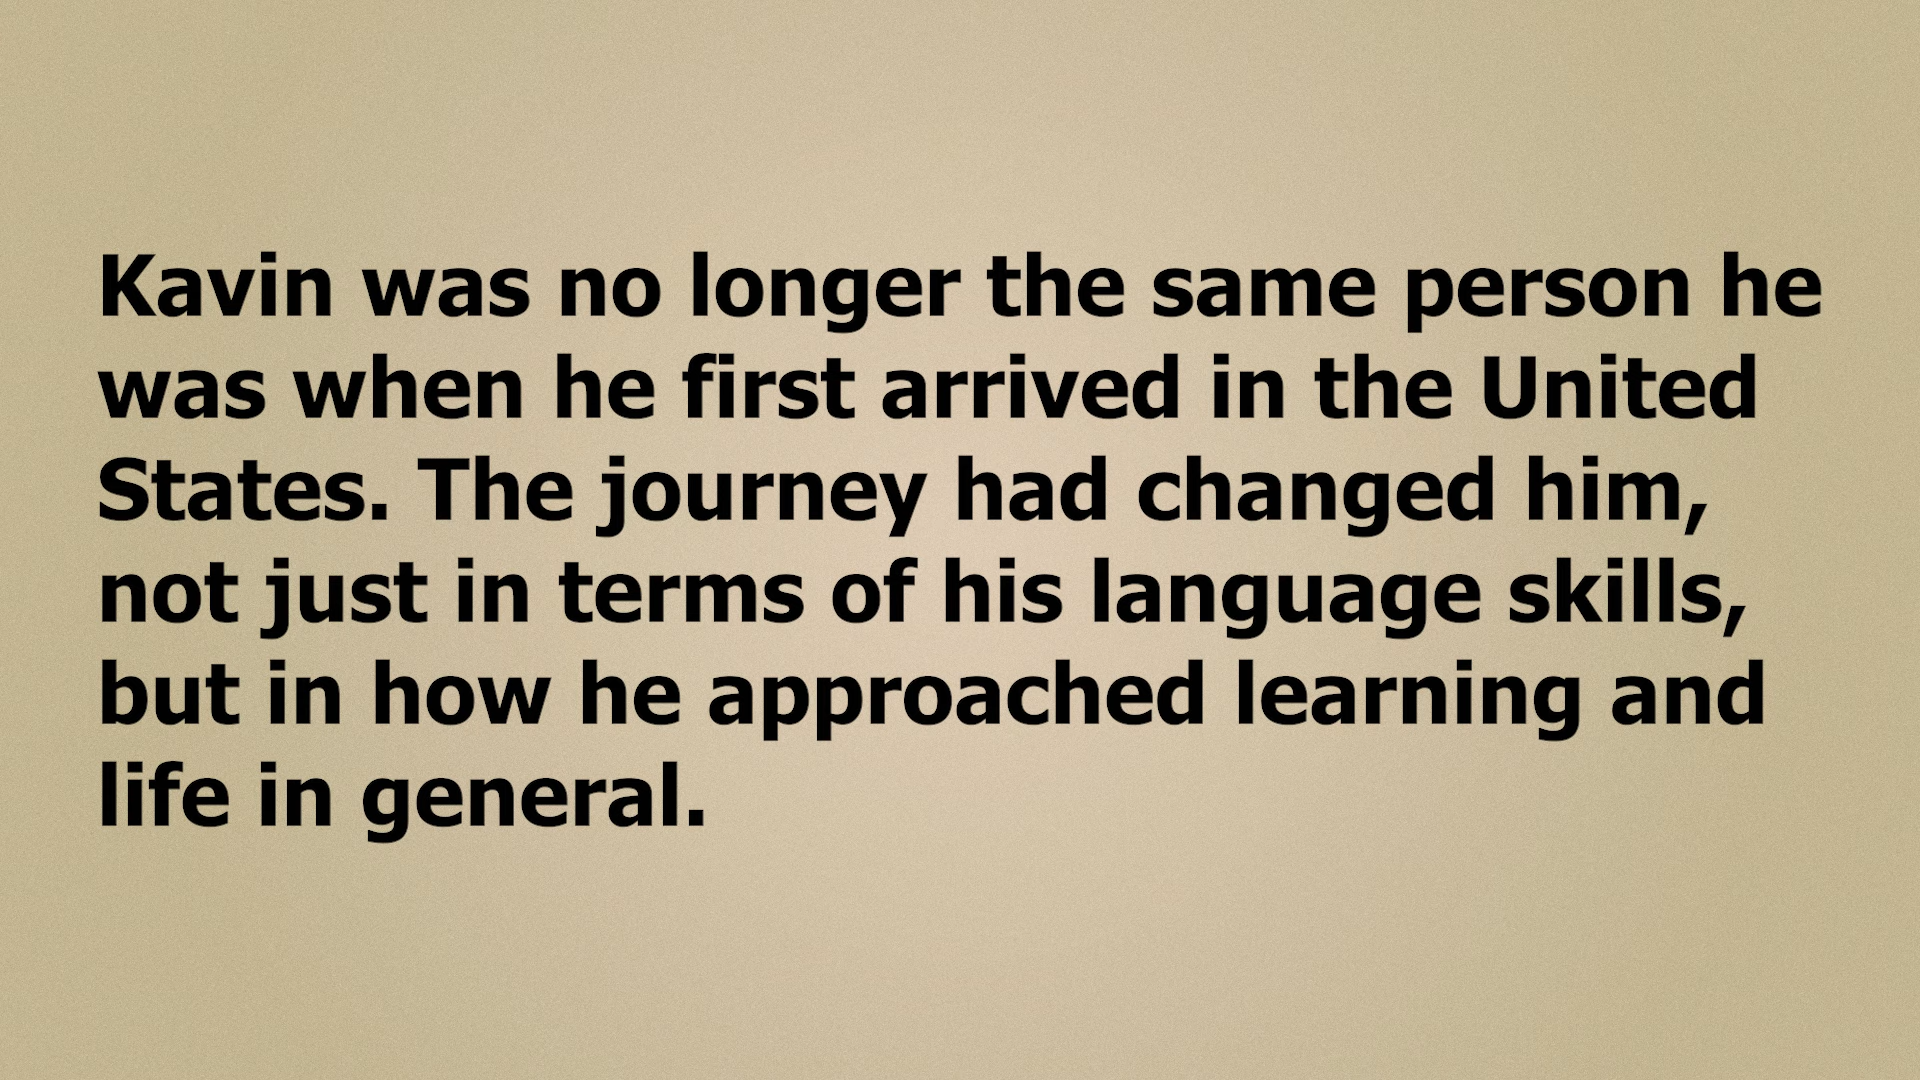 Kavin was no longer the same person he
was when he first arrived in the United
States. The journey had changed him,
not just in terms of his language skills,
but in how he approached learning and
life in general.